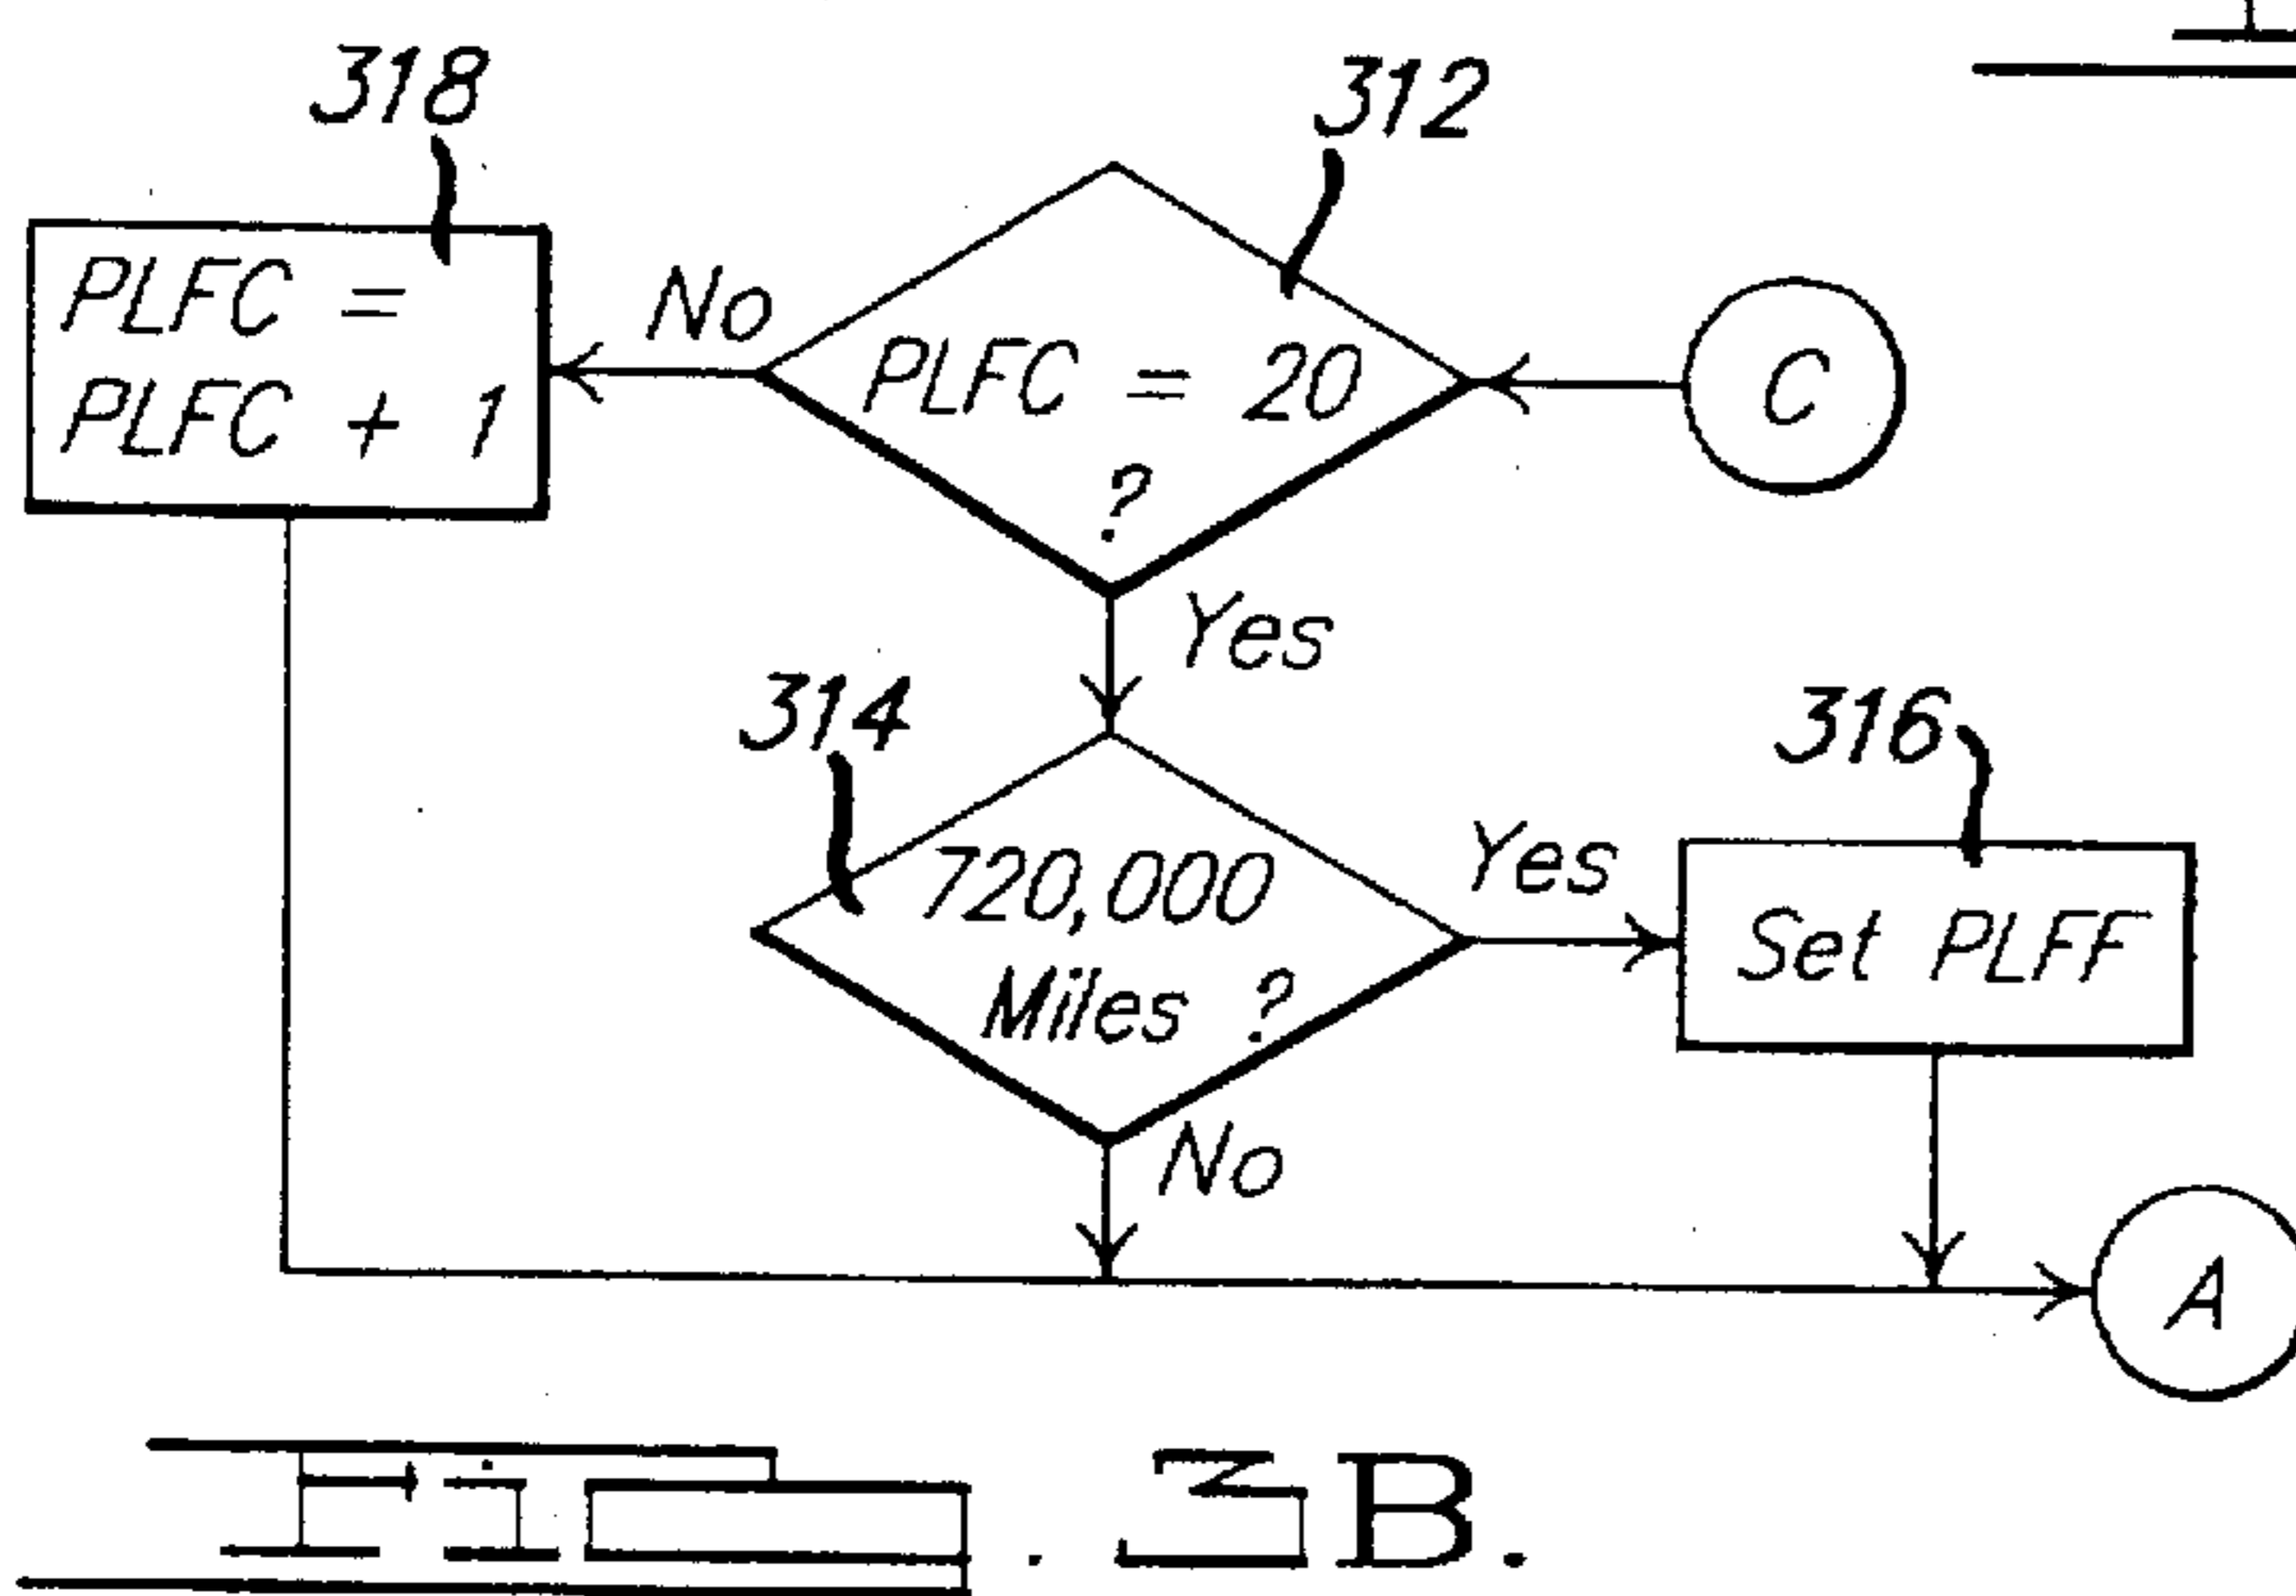 318
312
PLFC =
PLFC + 1
No
PLFC = 20
?
C
Yes
314
316
720,000
Miles ?
Yes
Set PLFF
No
A
Fig. 3B.